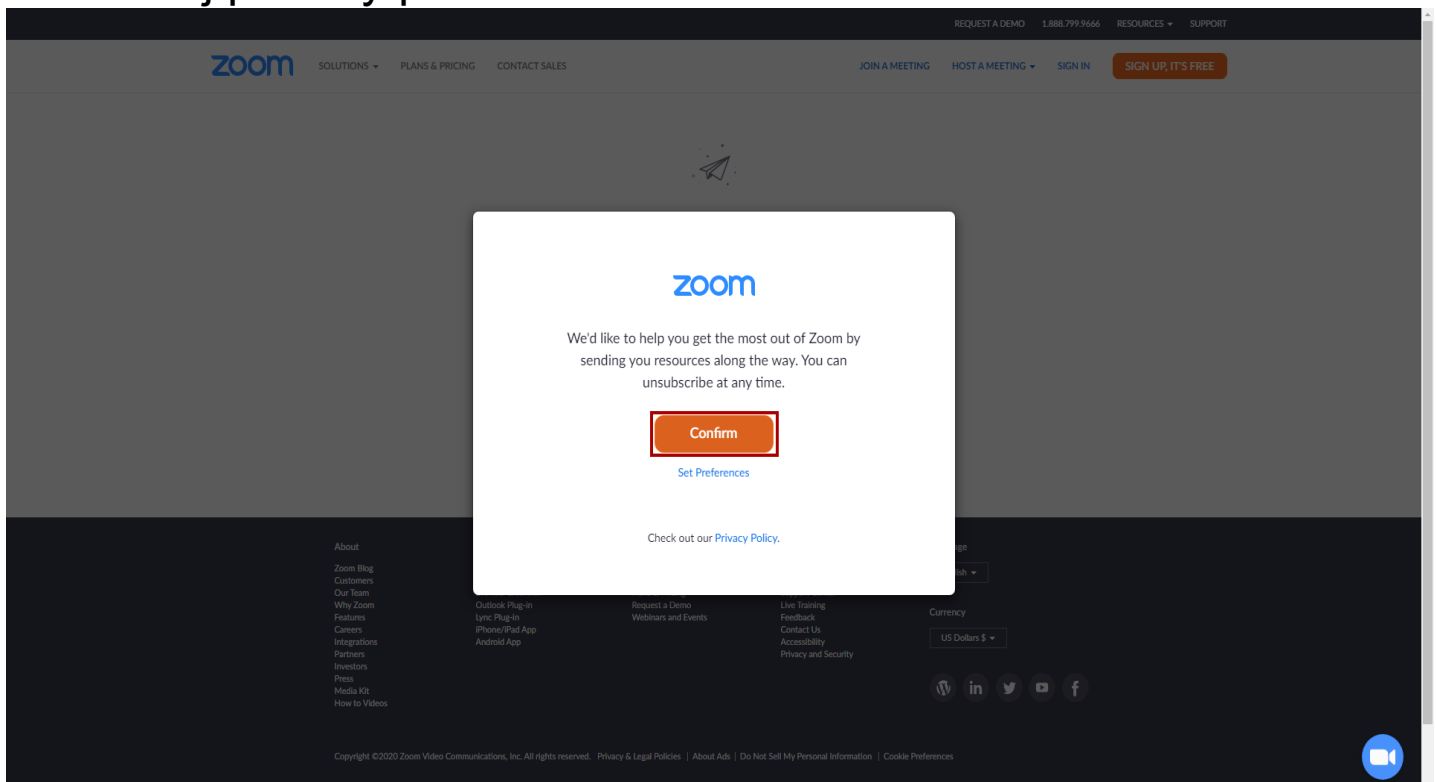 REQUEST A DEMO 1.888.799.9666 RESOURCES SUPPORT
zoom SOLUTIONS PLANS & PRICING CONTACT SALES JOIN A MEETING HOST A MEETING SIGN IN SIGN UP, IT'S FREE
zoom
We'd like to help you get the most out of Zoom by
sending you resources along the way. You can
unsubscribe at any time.
Confirm
Set Preferences
Check out our Privacy Policy.
About
Zoom Blog
Customers
Our Team
Why Zoom
Features
Careers
Integrations
Partners
Investors
Press
Media Kit
How to Videos
Outlook Plug-in
Lync Plug-in
iPhone/iPad App
Android App
Request a Demo
Webinars and Events
Live Training
Feedback
Contact Us
Accessibility
Privacy and Security
Currency
US Dollars $
Copyright ©2020 Zoom Video Communications, Inc. All rights reserved. Privacy & Legal Policies | About Ads | Do Not Sell My Personal Information | Cookie Preferences